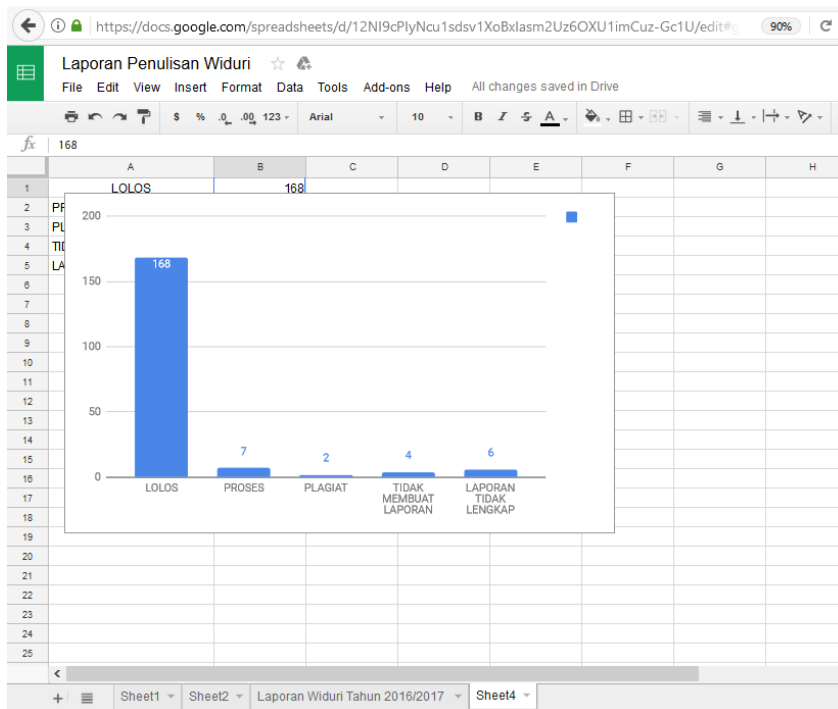 https://docs.google.com/spreadsheets/d/12NI9cPIyNcu1sdsv1XoBxlasm2Uz6OXU1imCuz-Gc1U/edit#g 90%
Laporan Penulisan Widuri
File Edit View Insert Format Data Tools Add-ons Help All changes saved in Drive
$ % .0 .00 123 Arial 10 B I S A
fx 168
A B C D E F G H
1 LOLOS 168
2 PR
3 PL
4 TID
5 LA
6
7
8
9
10
11
12
13
14
15
16
17
18
19
20
21
22
23
24
25
200
150
100
50
0
168
7
2
4
6
LOLOS
PROSES
PLAGIAT
TIDAK
MEMBUAT
LAPORAN
LAPORAN
TIDAK
LENGKAP
+ Sheet1 Sheet2 Laporan Widuri Tahun 2016/2017 Sheet4